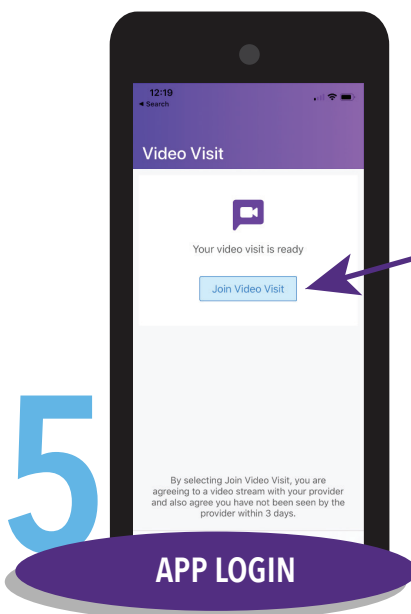 12:19
◀ Search
Video Visit
Your video visit is ready
Join Video Visit
5
By selecting Join Video Visit, you are
agreeing to a video stream with your provider
and also agree you have not been seen by the
provider within 3 days.
APP LOGIN